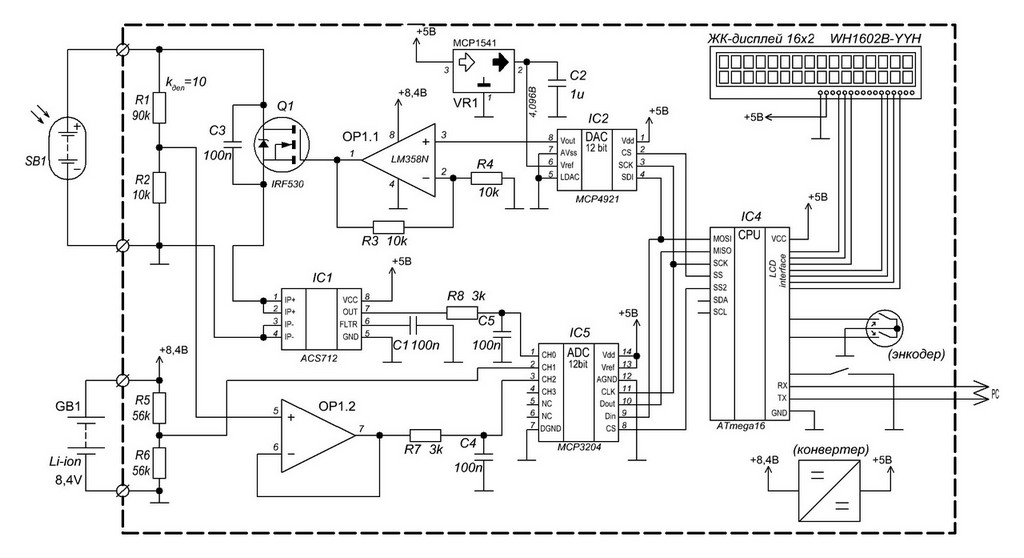 ЖК-дисплей 16x2 WH1602B-YYH
+5В
MCP1541
3
2
1
VR1
4,096В
C2
1u
+5В
kдел=10
R1
90k
R2
10k
SB1
+
−
C3
100n
Q1
IRF530
+8,4В
OP1.1
LM358N
8
4
1
3
2
+
−
R4
10k
R3 10k
IC2
DAC
12 bit
MCP4921
8 Vout
7 AVss
6 Vref
5 LDAC
Vdd 1
CS 2
SCK 3
SDI 4
+5В
IC1
ACS712
1 IP+
2 IP+
3 IP-
4 IP-
VCC 8
OUT 7
FLTR 6
GND 5
+5В
R8 3k
C5
100n
C1 100n
IC5
ADC
12bit
MCP3204
1 CH0
2 CH1
3 CH2
4 CH3
5 NC
6 NC
7 DGND
Vdd 14
Vref 13
AGND 12
CLK 11
Dout 10
Din 9
CS 8
+5В
IC4
CPU
ATmega16
MOSI
MISO
SCK
SS
SS2
SDA
SCL
VCC
LCD
interface
RX
TX
GND
+5В
(энкодер)
PC
+8,4В
GB1
Li-ion
8,4V
R5
56k
R6
56k
OP1.2
5
6
7
+
−
R7 3k
C4
100n
(конвертер)
+8,4В
+5В